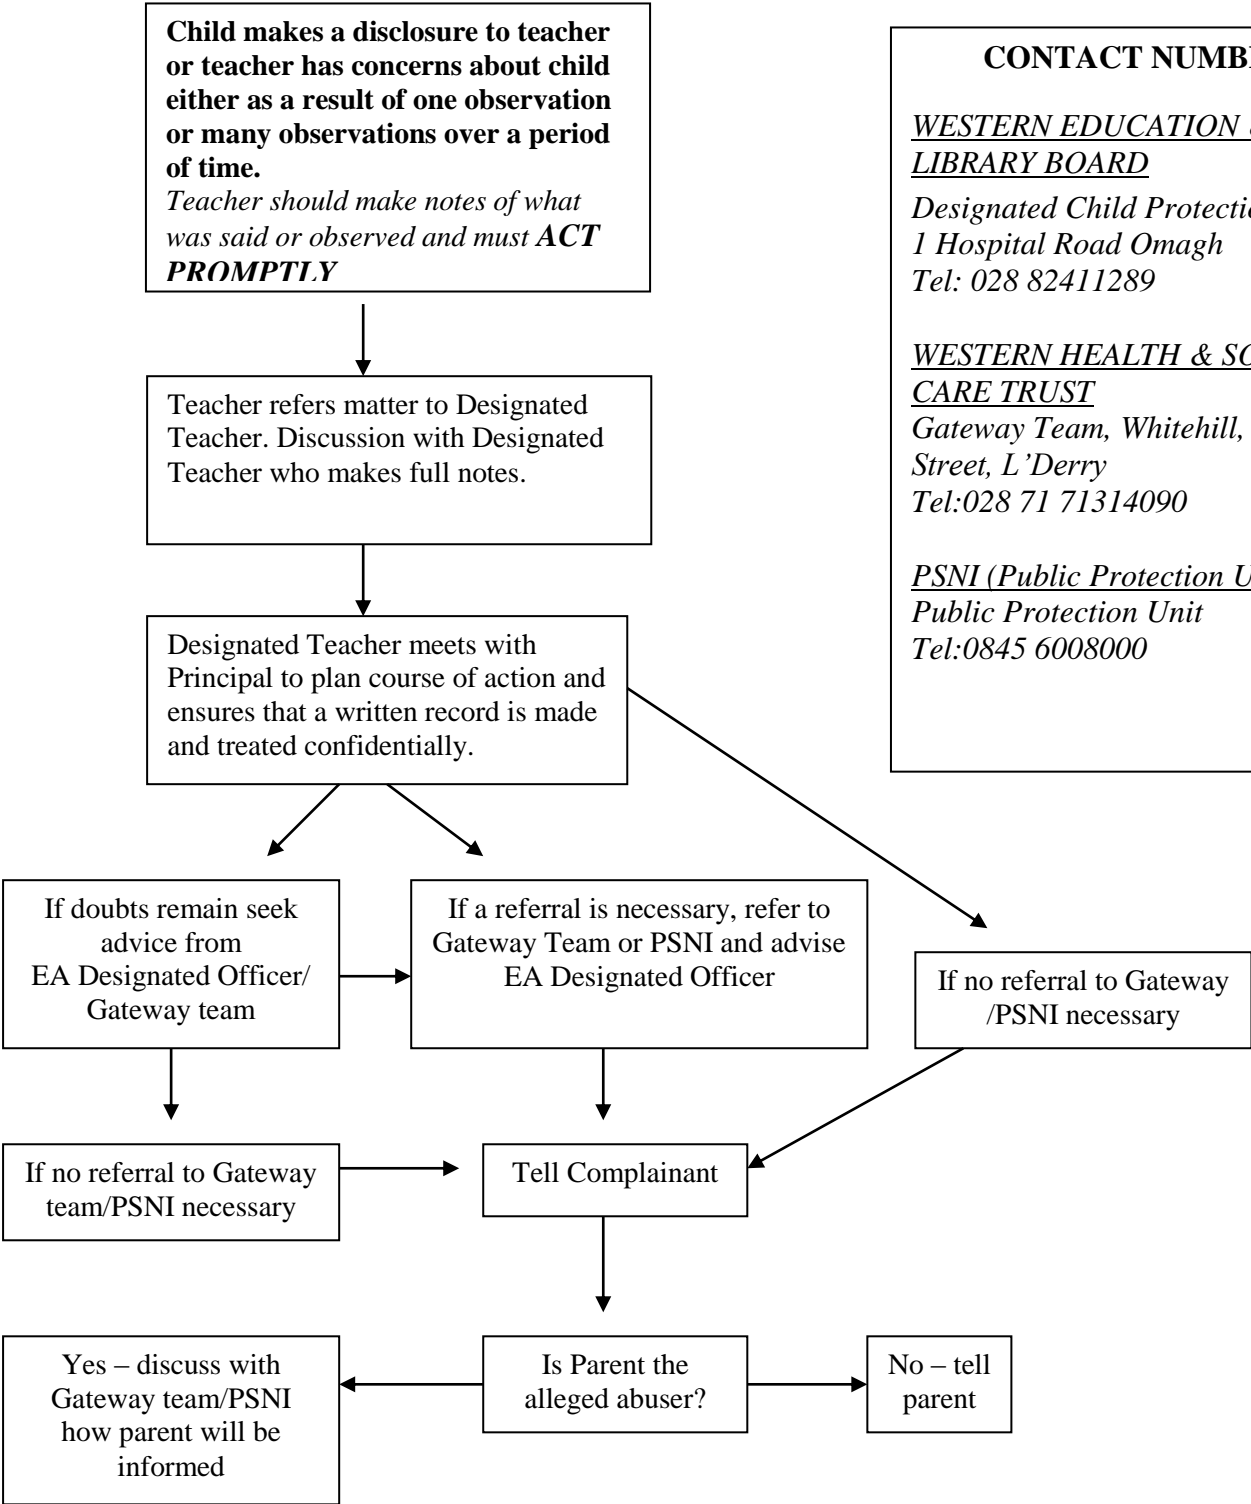 Child makes a disclosure to teacher
or teacher has concerns about child
either as a result of one observation
or many observations over a period
of time.
Teacher should make notes of what
was said or observed and must ACT
PROMPTLY
CONTACT
WESTERN EDUCATION
LIBRARY BOARD
Designated Child
1 Hospital Road Omagh
Tel: 028 82411289
WESTERN HEALTH &
CARE TRUST
Gateway Team, Whitehill,
Street, L'Derry
Tel:028 71 71314090
PSNI (Public Protection
Public Protection Unit
Tel:0845 6008000
Teacher refers matter to Designated
Teacher. Discussion with Designated
Teacher who makes full notes.
Designated Teacher meets with
Principal to plan course of action and
ensures that a written record is made
and treated confidentially.
If doubts remain seek
advice from
EA Designated Officer/
Gateway team
If a referral is necessary, refer to
Gateway Team or PSNI and advise
EA Designated Officer
If no referral to Gateway
/PSNI necessary
If no referral to Gateway
team/PSNI necessary
Tell Complainant
Yes – discuss with
Gateway team/PSNI
how parent will be
informed
Is Parent the
alleged abuser?
No – tell
parent